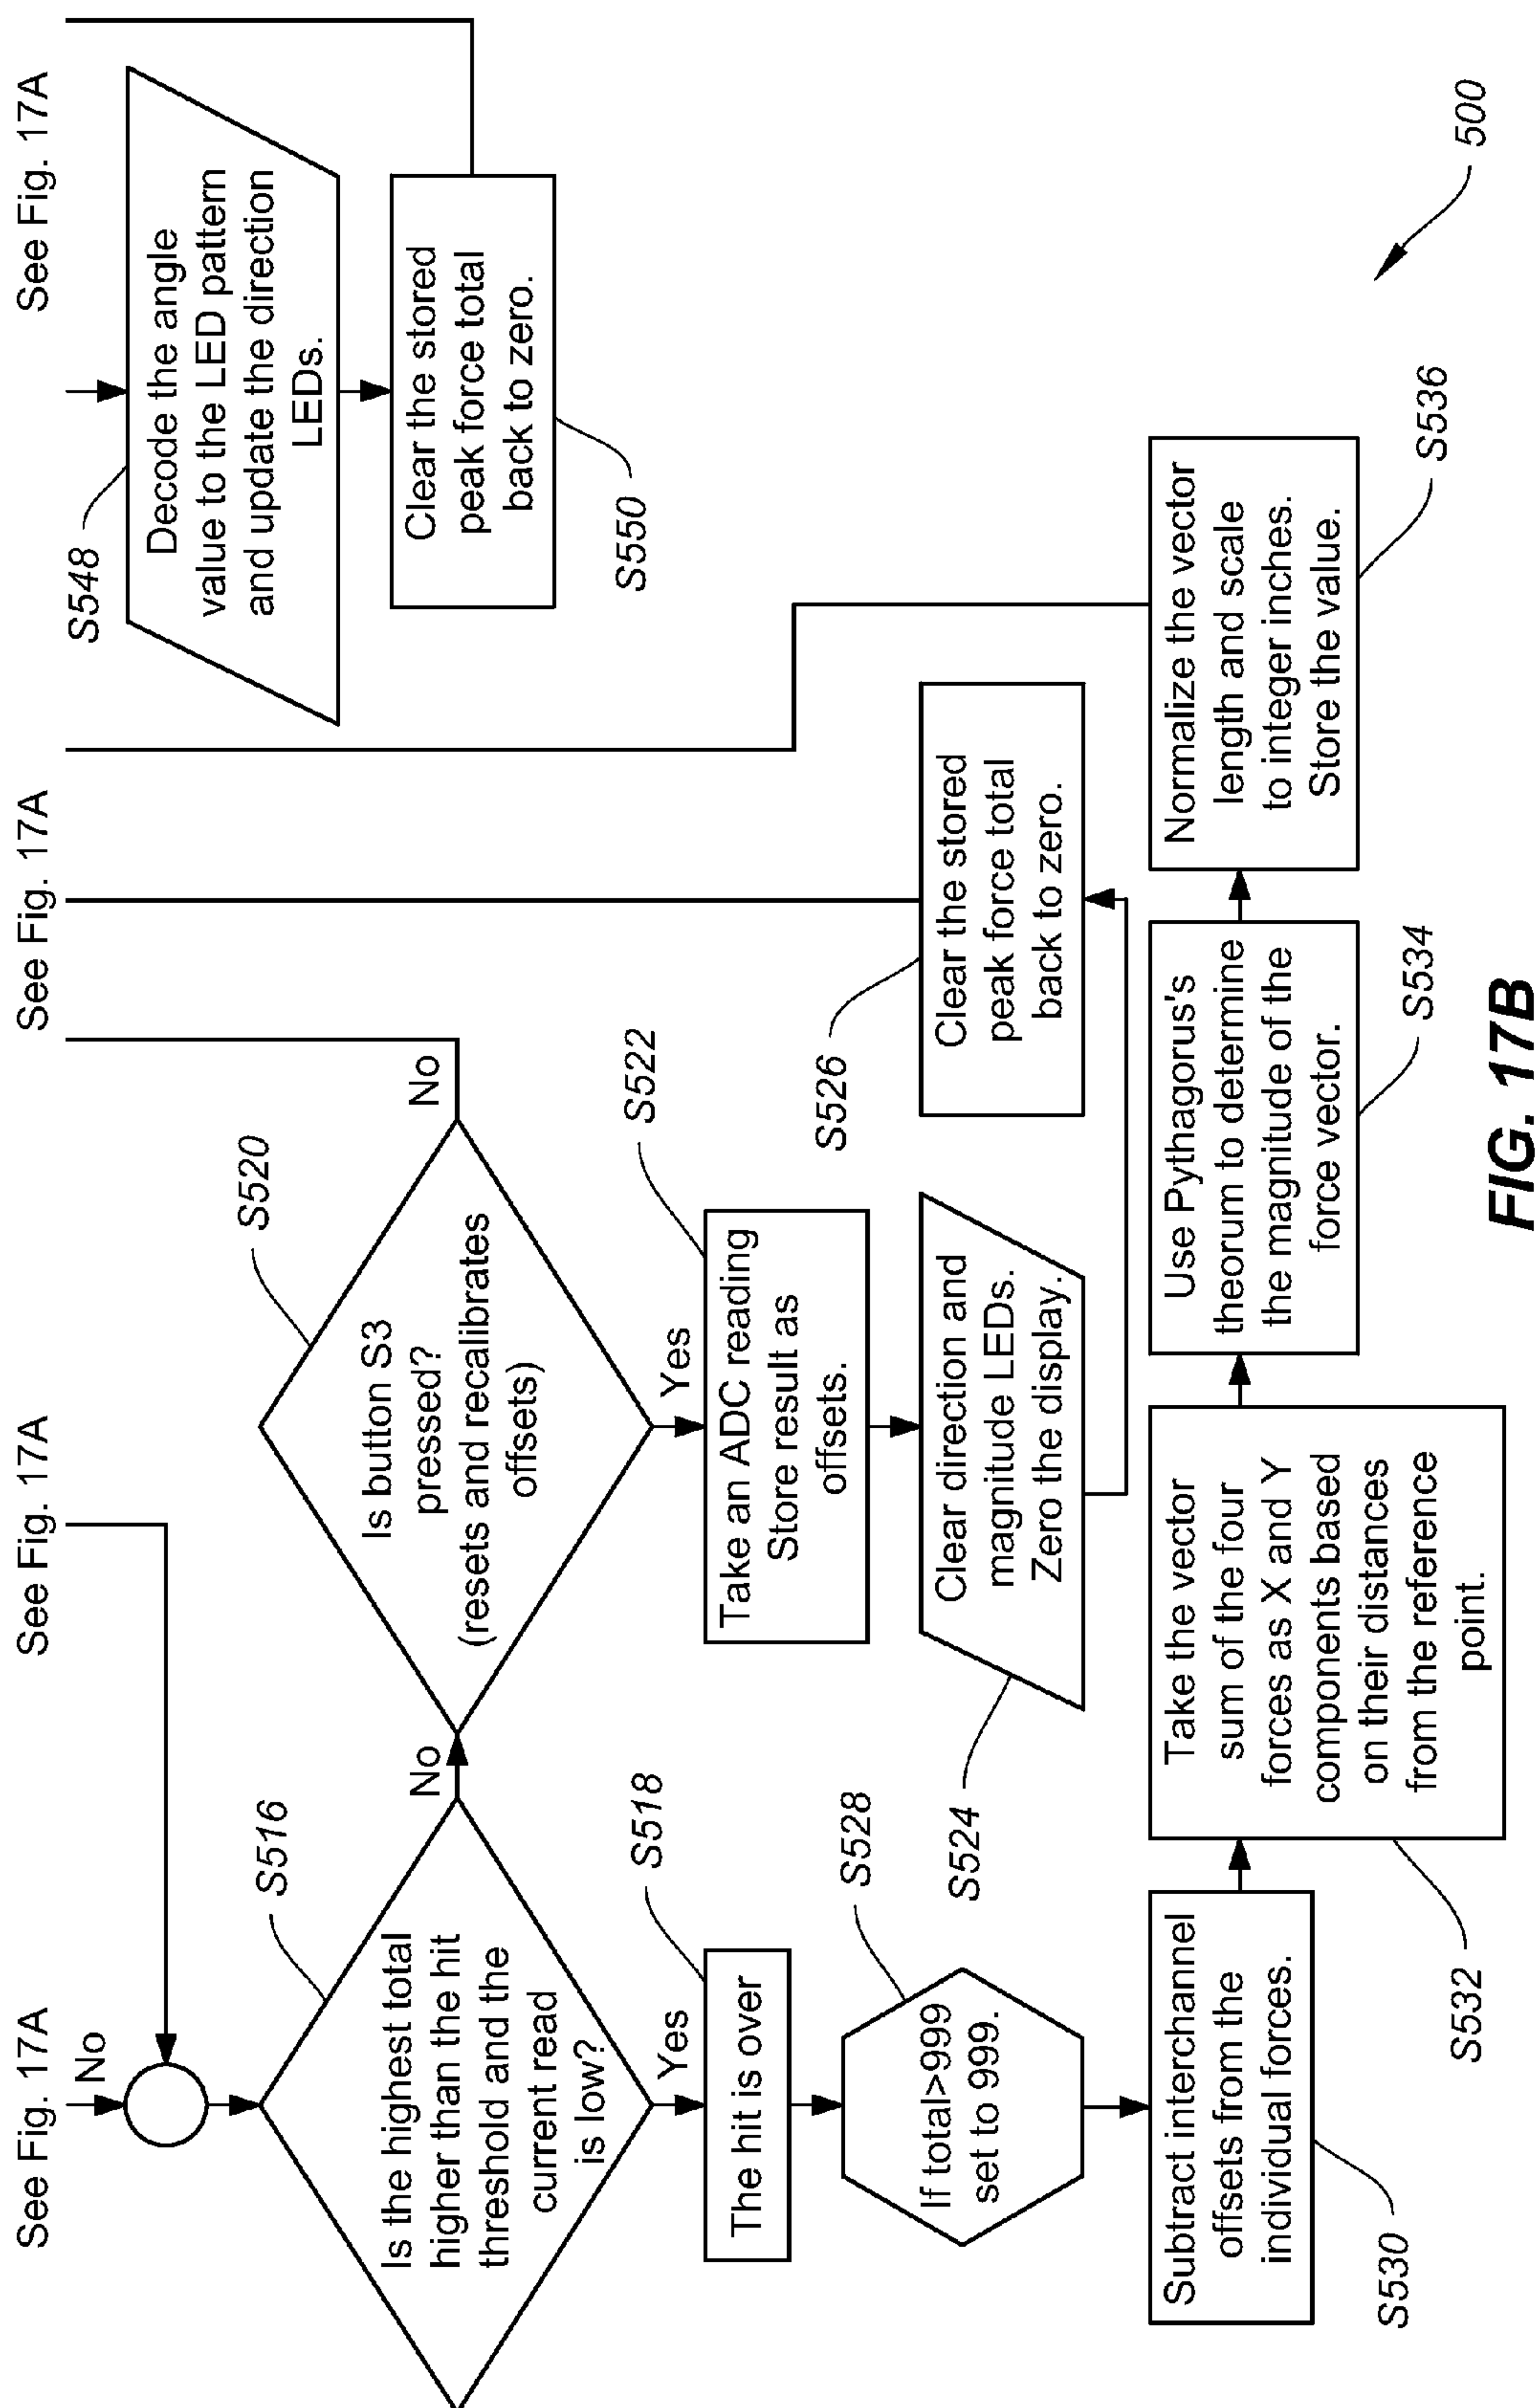 See Fig. 17A
See Fig. 17A
See Fig. 17A
See Fig. 17A
No
S516
Is the highest total
higher than the hit
threshold and the
current read
is low?
No
Yes
S518
The hit is over
S528
If total>999
set to 999.
S520
Is button S3
pressed?
(resets and recalibrates
offsets)
No
Yes
S522
Take an ADC reading
Store result as
offsets.
S524
Clear direction and
magnitude LEDs.
Zero the display.
S526
Clear the stored
peak force total
back to zero.
S548
Decode the angle
value to the LED pattern
and update the direction
LEDs.
S550
Clear the stored
peak force total
back to zero.
S530
Subtract interchannel
offsets from the
individual forces.
S532
Take the vector
sum of the four
forces as X and Y
components based
on their distances
from the reference
point.
S534
Use Pythagorus's
theorum to determine
the magnitude of the
force vector.
S536
Normalize the vector
length and scale
to integer inches.
Store the value.
500
FIG. 17B